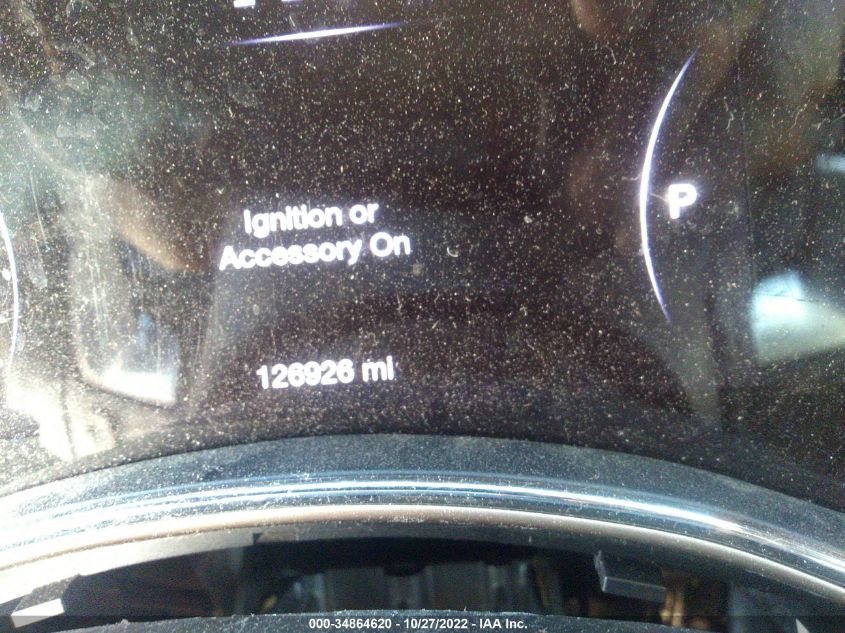 Ignition or
Accessory On
P
126926 mi
000-34864620 - 10/27/2022 - IAA Inc.